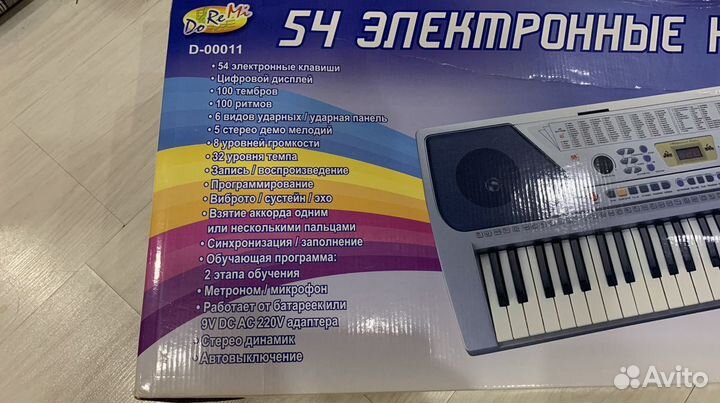 DoReMi
D-00011
54 ЭЛЕКТРОННЫЕ
• 54 электронные клавиши
• Цифровой дисплей
• 100 тембров
• 100 ритмов
• 6 видов ударных / ударная панель
• 5 стерео демо мелодий
• 8 уровней громкости
• 32 уровня темпа
• Запись / воспроизведение
• Программирование
• Виброто / сустейн / эхо
• Взятие аккорда одним
или несколькими пальцами
• Синхронизация / заполнение
• Обучающая программа:
2 этапа обучения
• Метроном / микрофон
• Работает от батареек или
9V DC AC 220V адаптера
• Стерео динамик
• Автовыключение
Avito